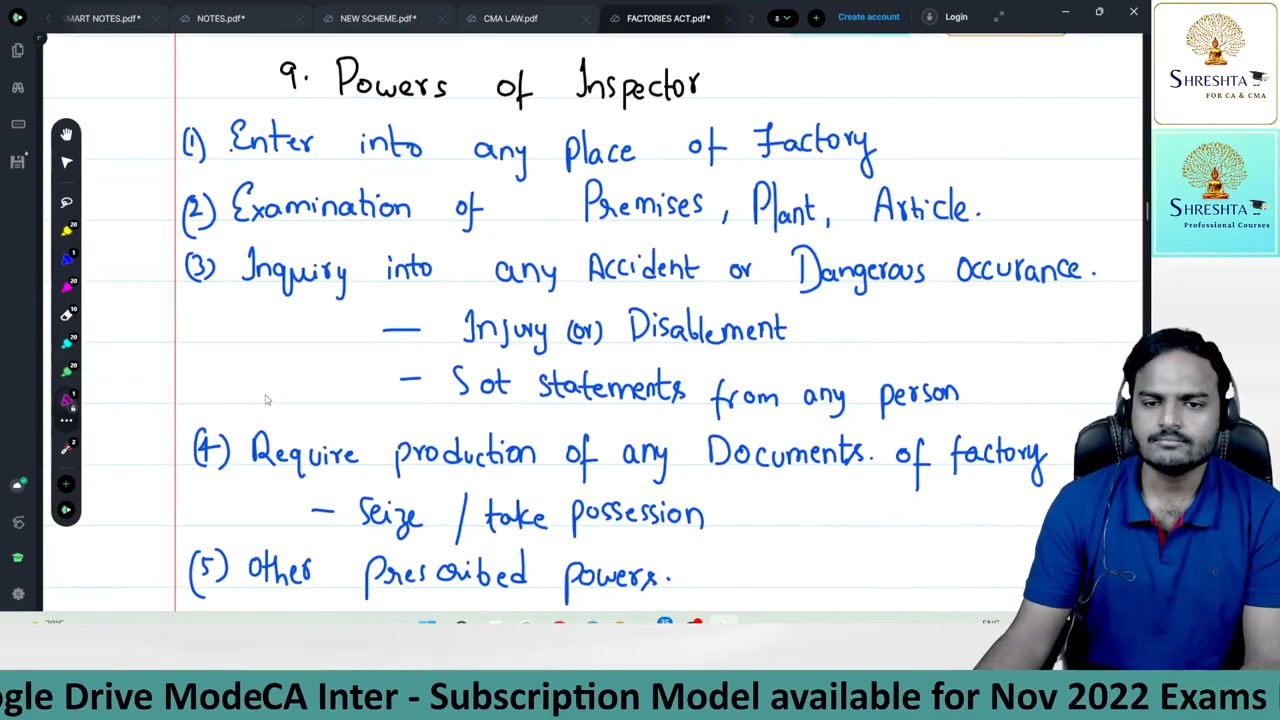 SMART NOTES.pdf*
NOTES.pdf*
NEW SCHEME.pdf*
CMA LAW.pdf
FACTORIES ACT.pdf*
8
Create account
Login
9. Powers of Inspector
(1) Enter into any place of Factory
(2) Examination of Premises, Plant, Article.
(3) Inquiry into any Accident or Dangerous occurance.
— Injury (or) Disablement
- Sot statements from any person
(4) Require production of any Documents. of factory
- Seize / take possession
(5) Other prescribed powers.
SHRESHTA
FOR CA & CMA
SHRESHTA
Professional Courses
ogle Drive ModeCA Inter - Subscription Model available for Nov 2022 Exams